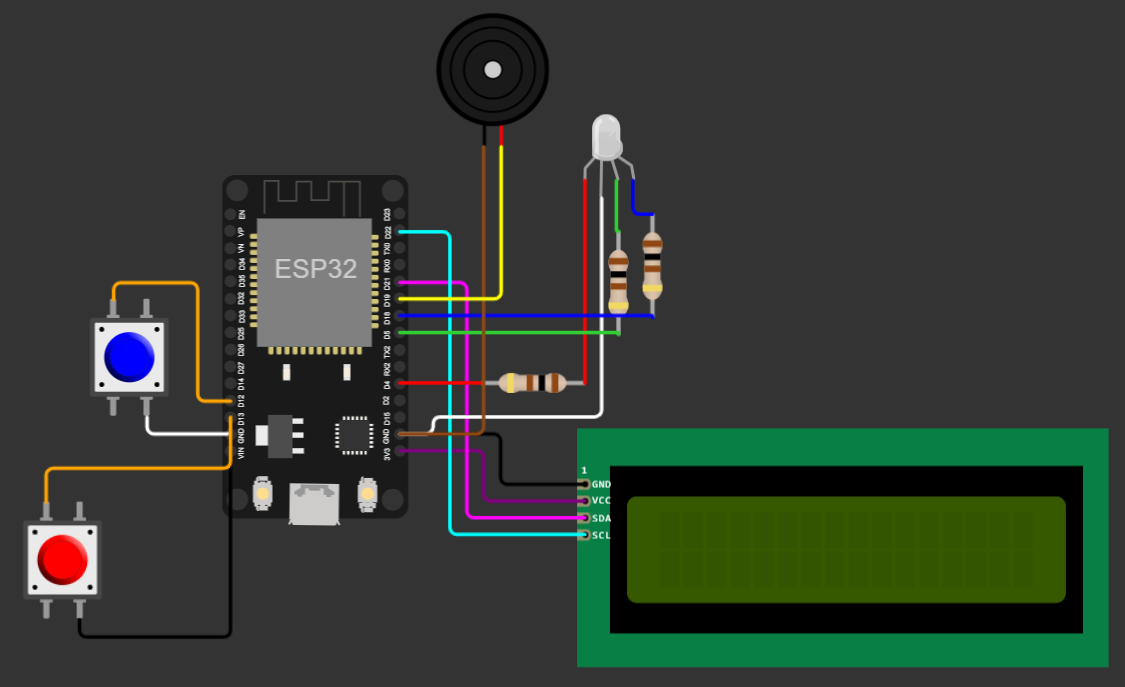 ESP32
EN
VP
VN
D34
D35
D32
D33
D25
D26
D27
D14
D12
D13
GND
VIN
D23
D22
TX0
RX0
D21
D19
D18
D5
TX2
RX2
D4
D2
D15
GND
3V3
1
GND
VCC
SDA
SCL